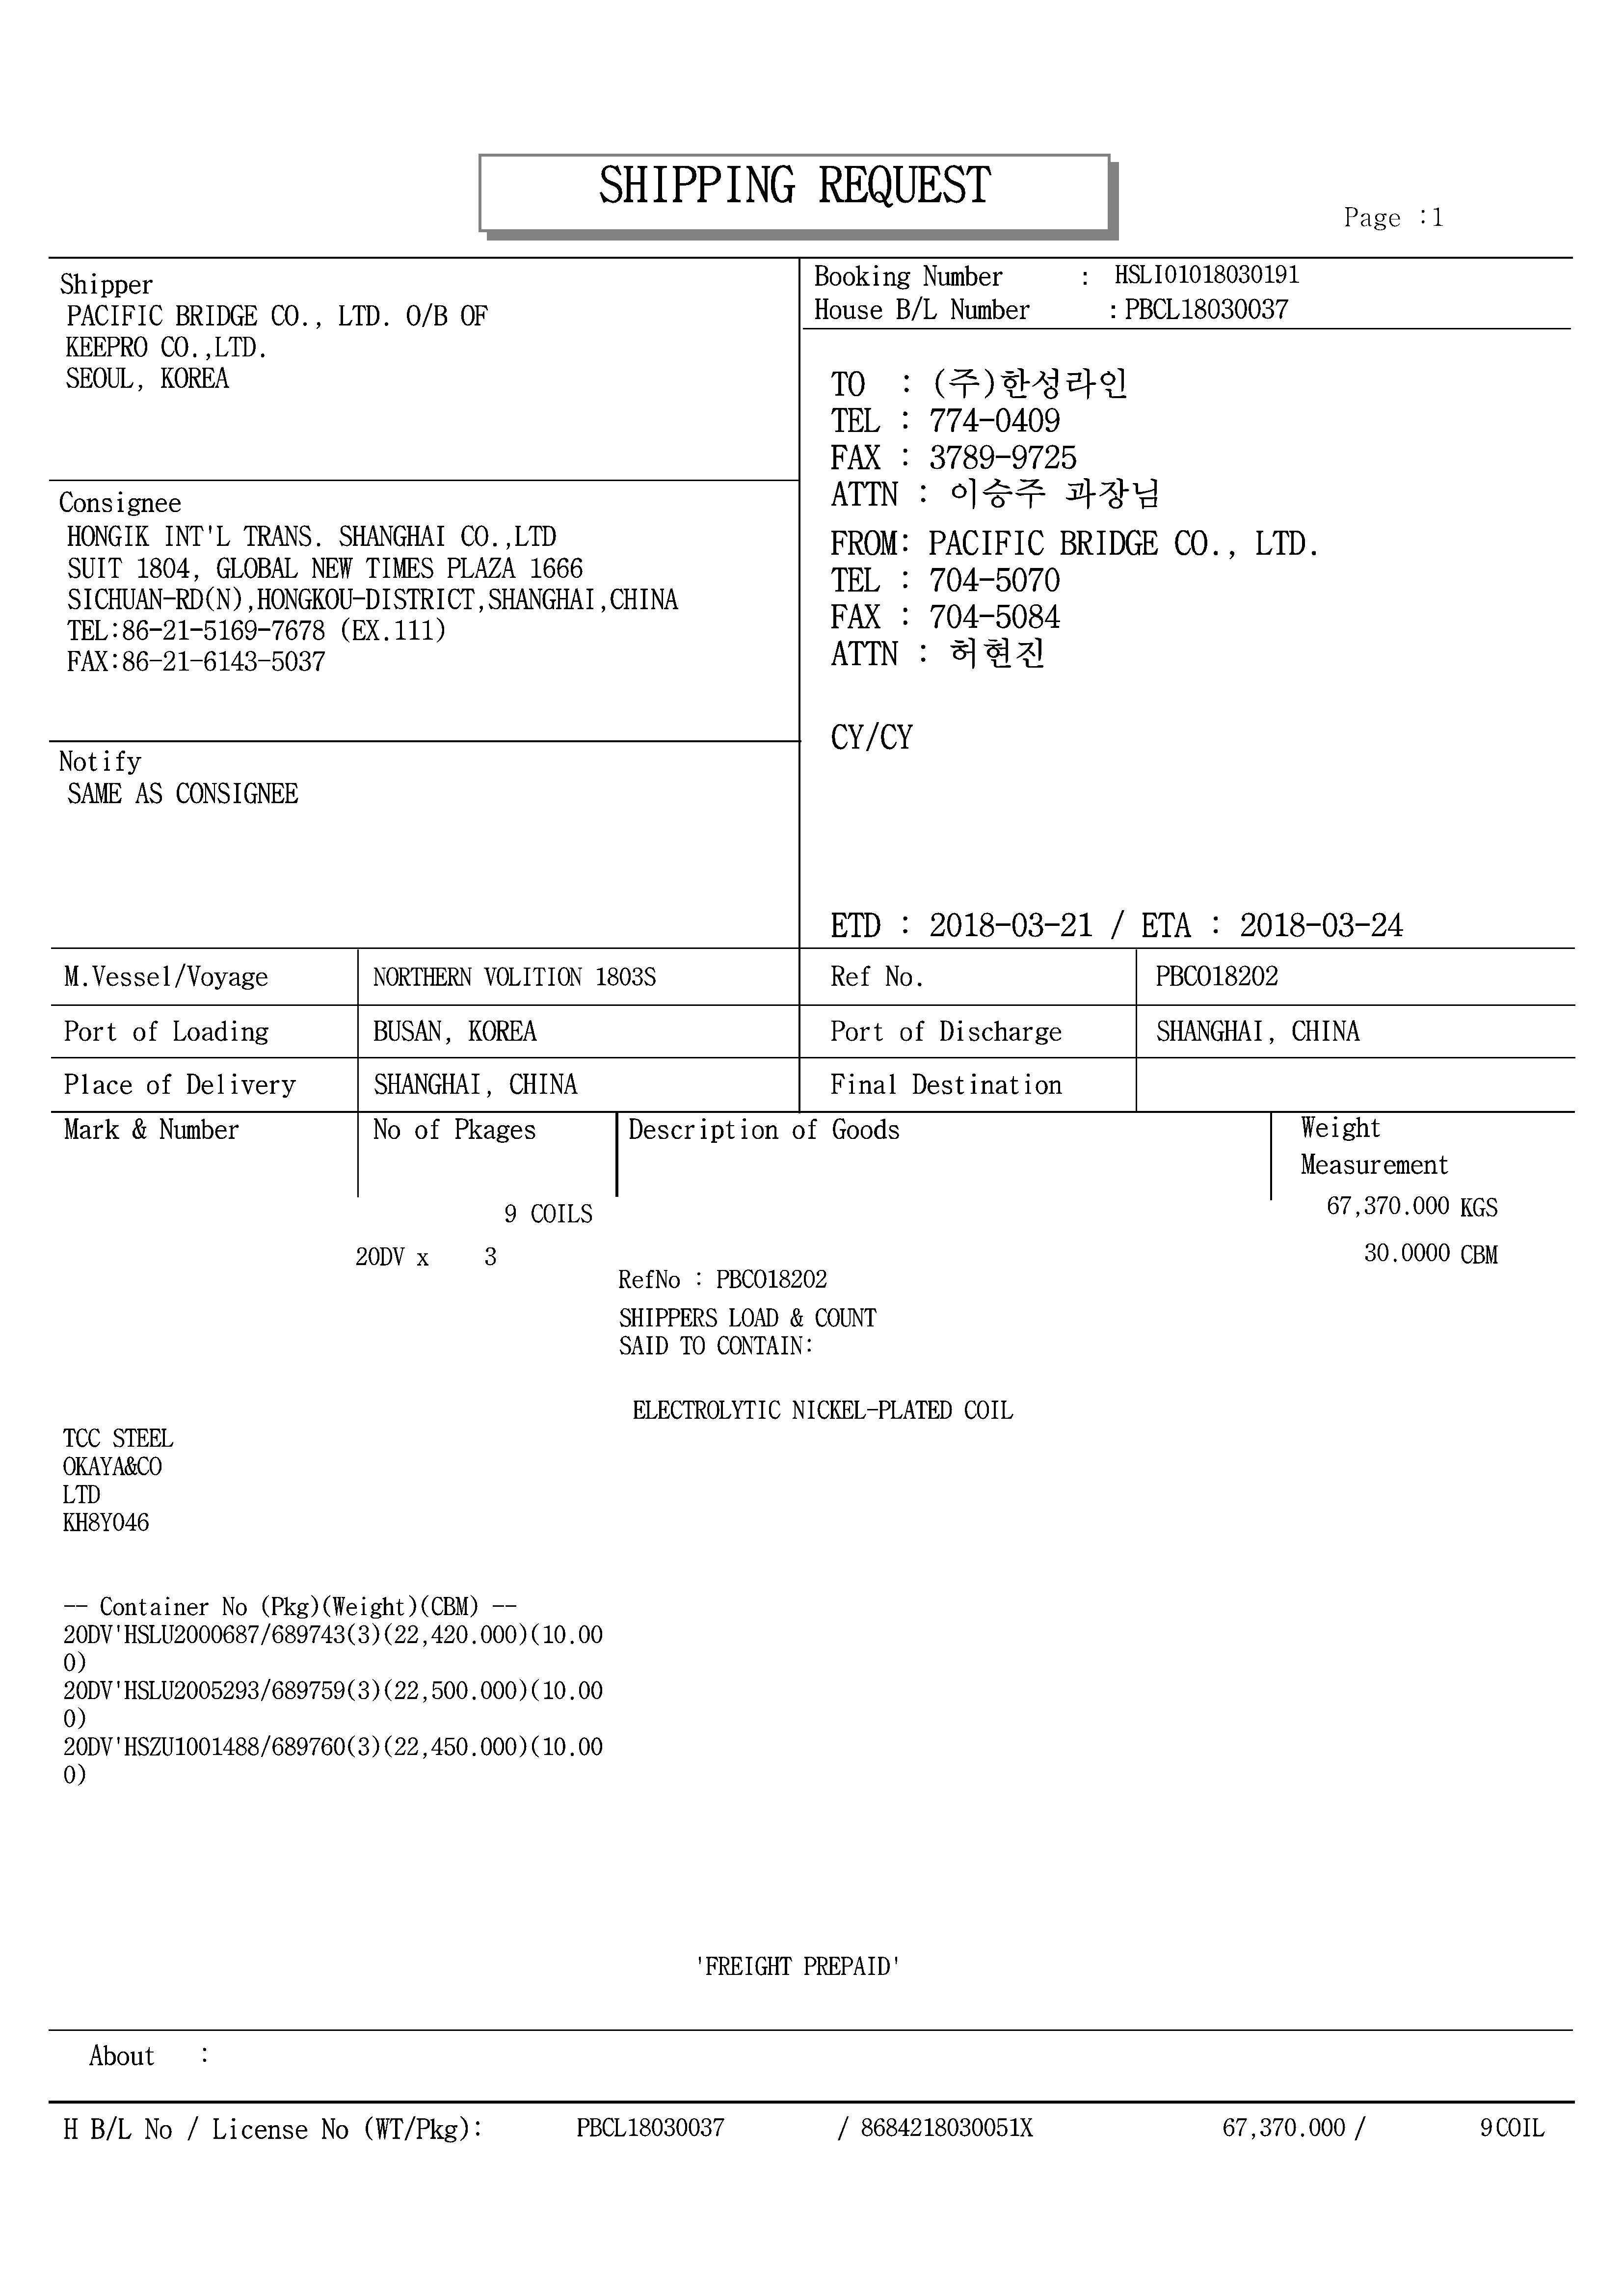 SHIPPING REQUEST
Page :1
Shipper
PACIFIC BRIDGE CO., LTD. O/B OF
KEEPRO CO.,LTD.
SEOUL, KOREA
Booking Number : HSLI01018030191
House B/L Number : PBCL18030037
TO : (주)한성라인
TEL : 774-0409
FAX : 3789-9725
ATTN : 이승주 과장님
FROM: PACIFIC BRIDGE CO., LTD.
TEL : 704-5070
FAX : 704-5084
ATTN : 허현진
CY/CY
ETD : 2018-03-21 / ETA : 2018-03-24
Consignee
HONGIK INT'L TRANS. SHANGHAI CO.,LTD
SUIT 1804, GLOBAL NEW TIMES PLAZA 1666
SICHUAN-RD(N),HONGKOU-DISTRICT,SHANGHAI,CHINA
TEL:86-21-5169-7678 (EX.111)
FAX:86-21-6143-5037
Notify
SAME AS CONSIGNEE
M.Vessel/Voyage NORTHERN VOLITION 1803S Ref No. PBCO18202
Port of Loading BUSAN, KOREA Port of Discharge SHANGHAI, CHINA
Place of Delivery SHANGHAI, CHINA Final Destination
Mark & Number No of Pkages Description of Goods Weight
Measurement
9 COILS 67,370.000 KGS
20DV x 3 30.0000 CBM
RefNo : PBCO18202
SHIPPERS LOAD & COUNT
SAID TO CONTAIN:
ELECTROLYTIC NICKEL-PLATED COIL
TCC STEEL
OKAYA&CO
LTD
KH8Y046
-- Container No (Pkg)(Weight)(CBM) --
20DV'HSLU2000687/689743(3)(22,420.000)(10.00
0)
20DV'HSLU2005293/689759(3)(22,500.000)(10.00
0)
20DV'HSZU1001488/689760(3)(22,450.000)(10.00
0)
'FREIGHT PREPAID'
About :
H B/L No / License No (WT/Pkg): PBCL18030037 / 8684218030051X 67,370.000 / 9COIL